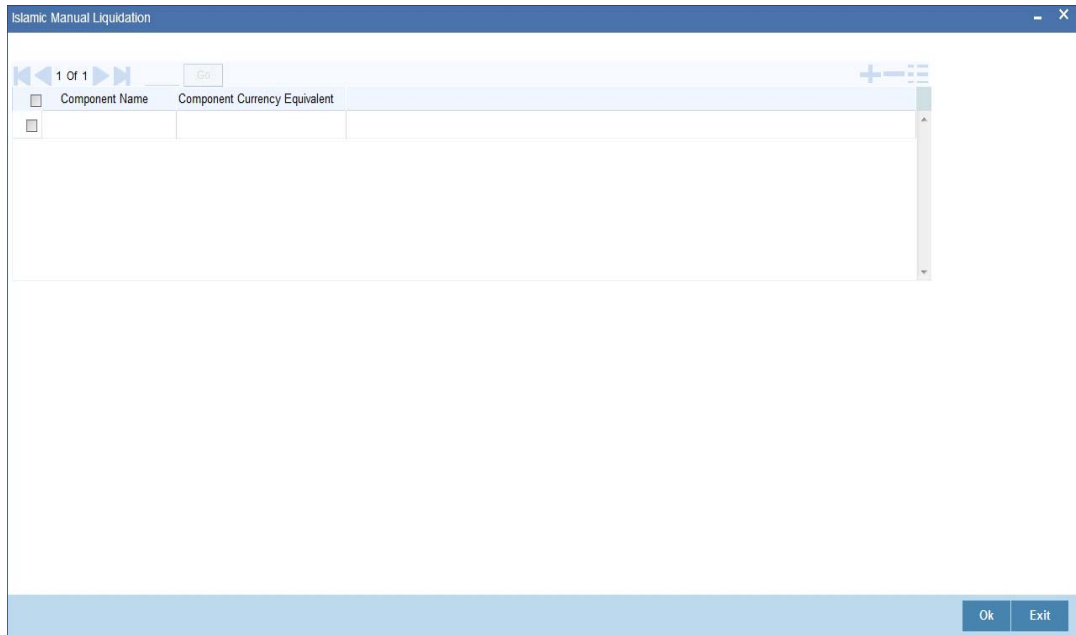 Islamic Manual Liquidation
1 Of 1 Go
Component Name Component Currency Equivalent
Ok Exit